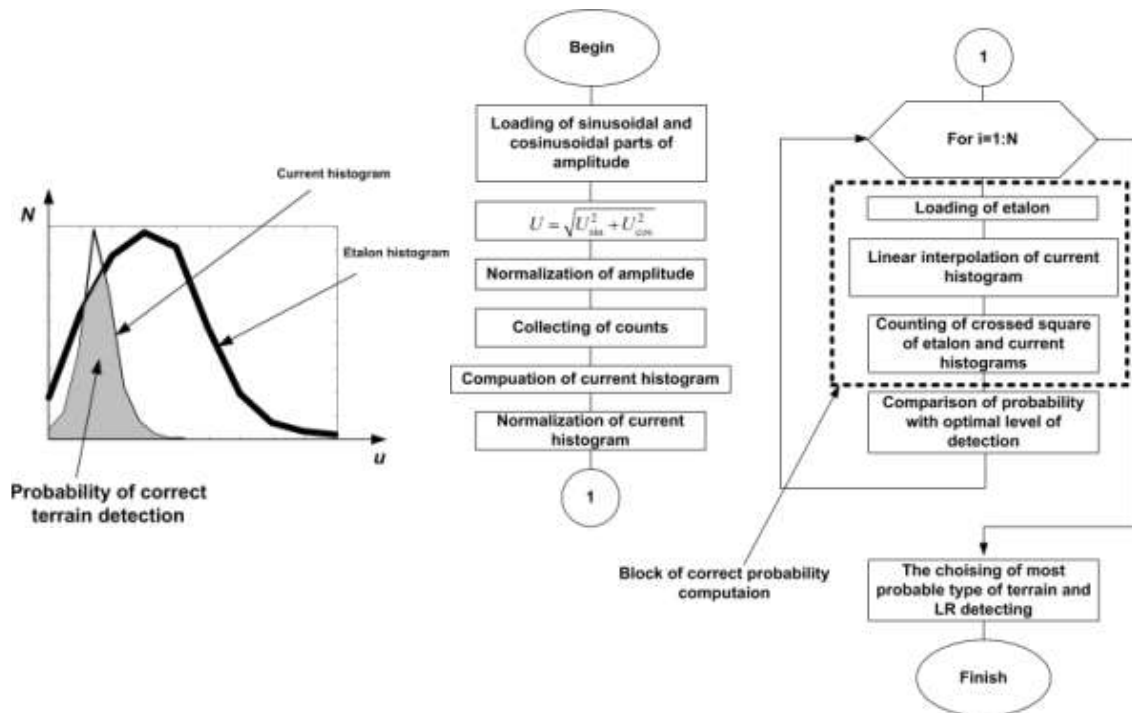 Current histogram
N
Etalon histogram
u
Probability of correct
terrain detection
Begin
Loading of sinusoidal and
cosinusoidal parts of
amplitude
U = √(U²sin + U²cos)
Normalization of amplitude
Collecting of counts
Compuation of current histogram
Normalization of current
histogram
1
1
For i=1:N
Loading of etalon
Linear interpolation of current
histogram
Counting of crossed square
of etalon and current
histograms
Comparison of probability
with optimal level of
detection
Block of correct probability
computaion
The choising of most
probable type of terrain and
LR detecting
Finish